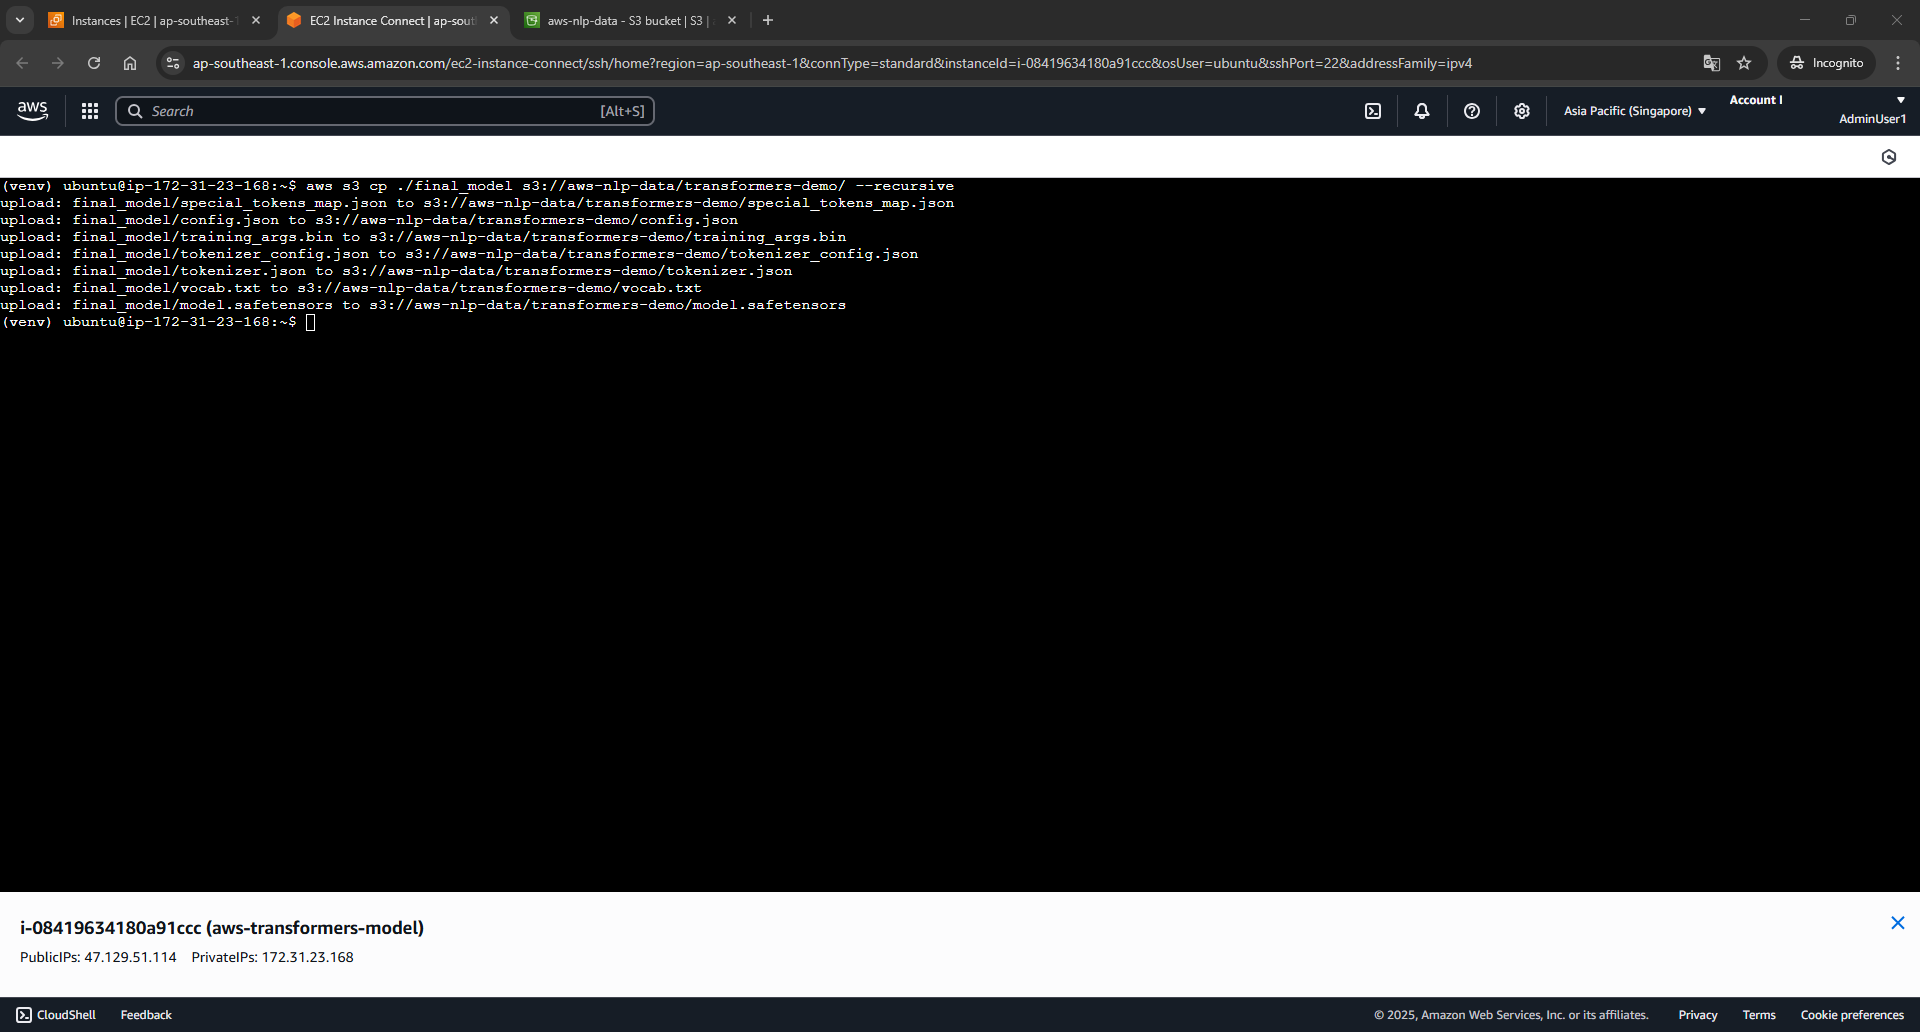 Instances | EC2 | ap-southeast-1
EC2 Instance Connect | ap-sout
aws-nlp-data - S3 bucket | S3 |
ap-southeast-1.console.aws.amazon.com/ec2-instance-connect/ssh/home?region=ap-southeast-1&connType=standard&instanceId=i-08419634180a91ccc&osUser=ubuntu&sshPort=22&addressFamily=ipv4
Incognito
aws
Search
[Alt+S]
Asia Pacific (Singapore)
Account I
AdminUser1
(venv) ubuntu@ip-172-31-23-168:~$ aws s3 cp ./final_model s3://aws-nlp-data/transformers-demo/ --recursive
upload: final_model/special_tokens_map.json to s3://aws-nlp-data/transformers-demo/special_tokens_map.json
upload: final_model/config.json to s3://aws-nlp-data/transformers-demo/config.json
upload: final_model/training_args.bin to s3://aws-nlp-data/transformers-demo/training_args.bin
upload: final_model/tokenizer_config.json to s3://aws-nlp-data/transformers-demo/tokenizer_config.json
upload: final_model/tokenizer.json to s3://aws-nlp-data/transformers-demo/tokenizer.json
upload: final_model/vocab.txt to s3://aws-nlp-data/transformers-demo/vocab.txt
upload: final_model/model.safetensors to s3://aws-nlp-data/transformers-demo/model.safetensors
(venv) ubuntu@ip-172-31-23-168:~$
i-08419634180a91ccc (aws-transformers-model)
PublicIPs: 47.129.51.114 PrivateIPs: 172.31.23.168
CloudShell
Feedback
© 2025, Amazon Web Services, Inc. or its affiliates.
Privacy
Terms
Cookie preferences